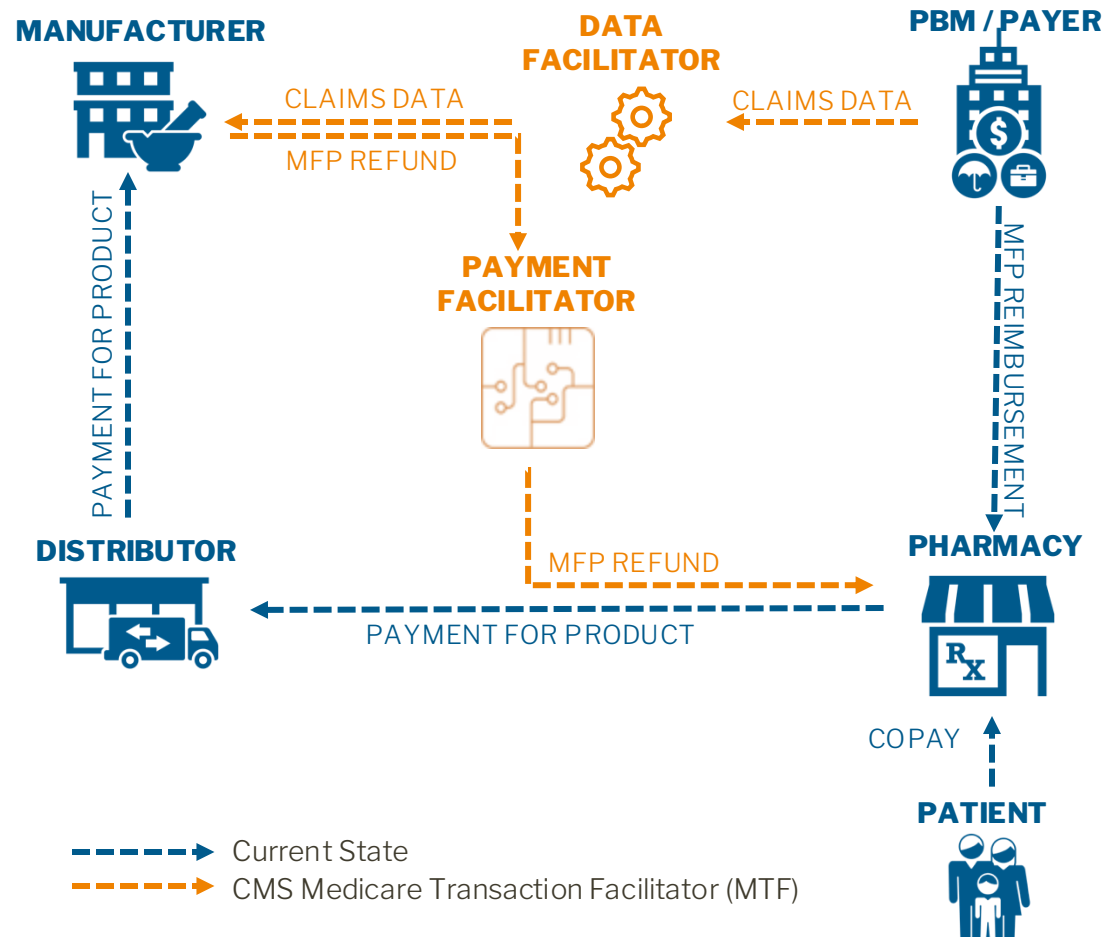 MANUFACTURER
DATA
FACILITATOR
PBM / PAYER
CLAIMS DATA
MFP REFUND
CLAIMS DATA
$
PAYMENT FOR PRODUCT
MFP REIMBURSEMENT
PAYMENT
FACILITATOR
DISTRIBUTOR
PHARMACY
MFP REFUND
PAYMENT FOR PRODUCT
RX
COPAY
PATIENT
Current State
CMS Medicare Transaction Facilitator (MTF)